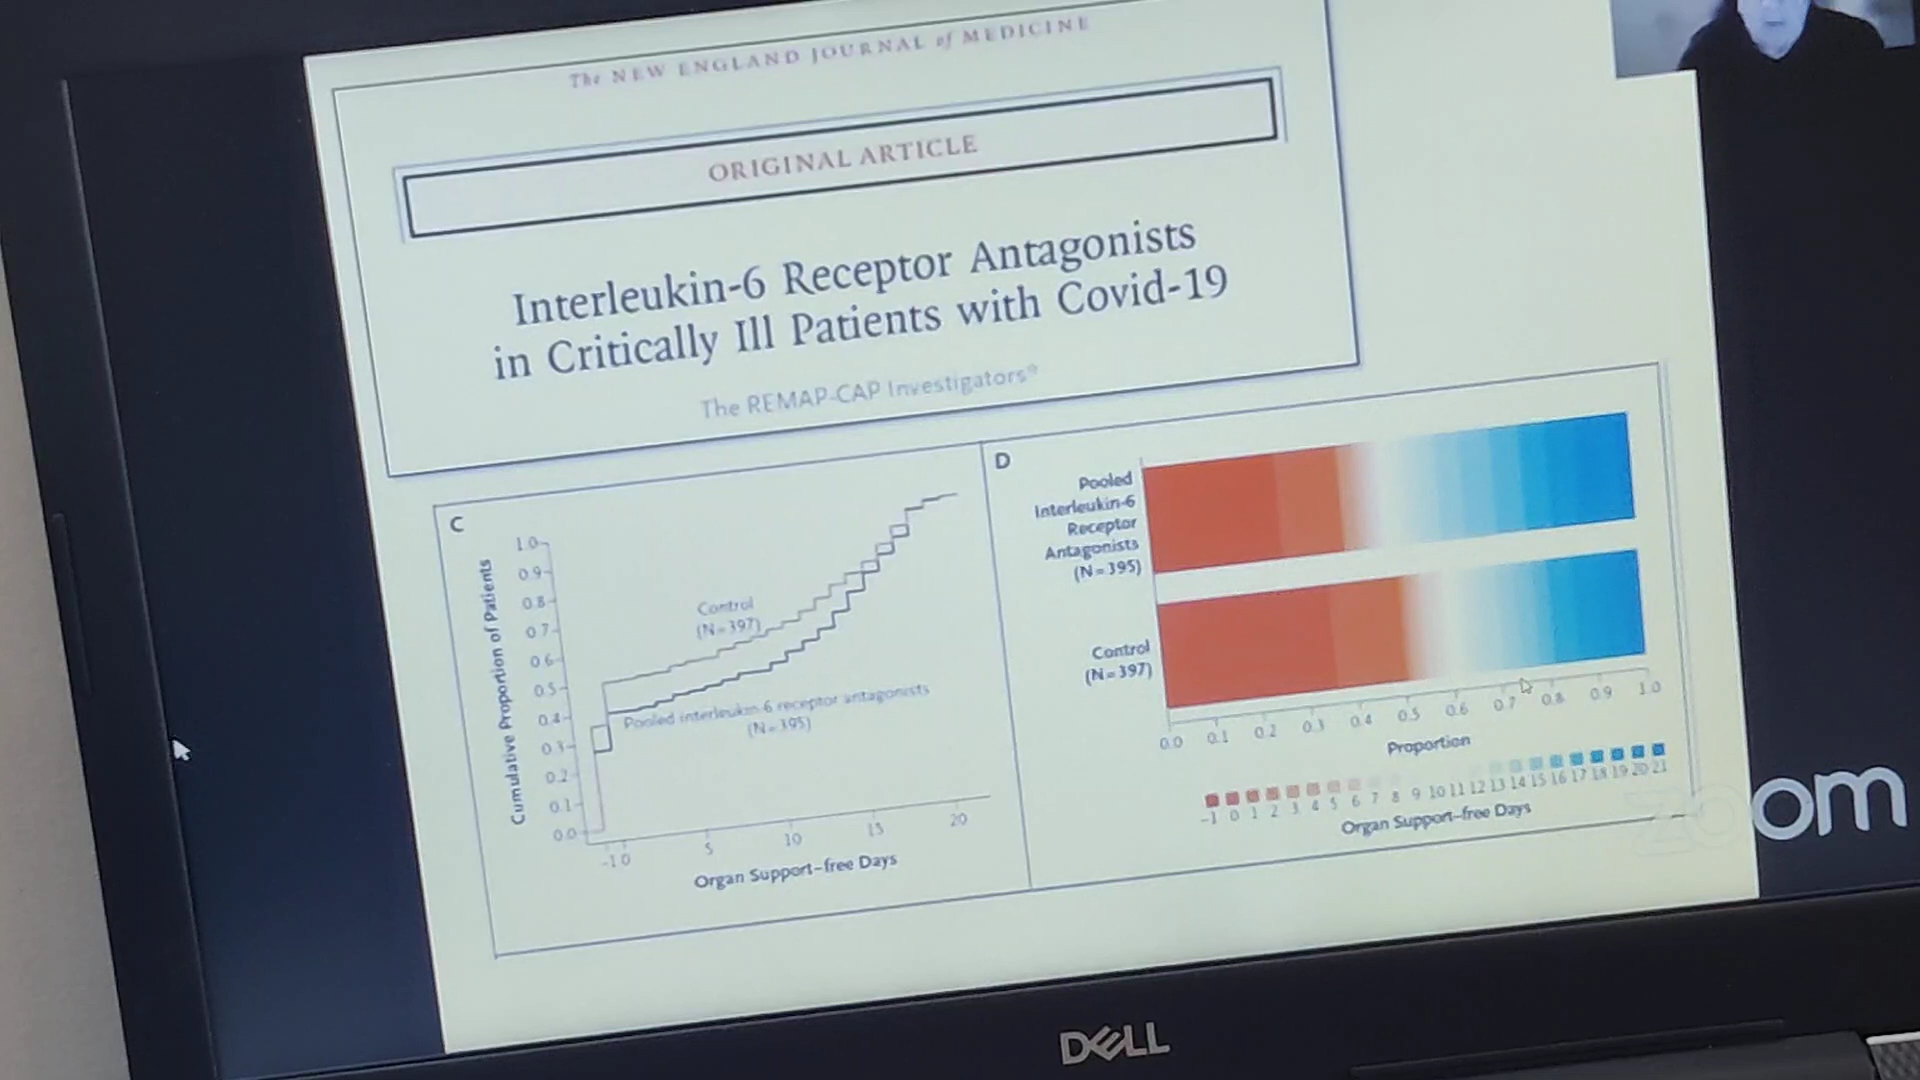 The NEW ENGLAND JOURNAL of MEDICINE
ORIGINAL ARTICLE
Interleukin-6 Receptor Antagonists
in Critically Ill Patients with Covid-19
The REMAP-CAP Investigators*
C
Cumulative Proportion of Patients
1.0
0.9
0.8
0.7
0.6
0.5
0.4
0.3
0.2
0.1
0.0
Control
(N=397)
Pooled interleukin-6 receptor antagonists
(N=395)
-1 0 5 10 15 20
Organ Support-free Days
D
Pooled
Interleukin-6
Receptor
Antagonists
(N=395)
Control
(N=397)
0.0 0.1 0.2 0.3 0.4 0.5 0.6 0.7 0.8 0.9 1.0
Proportion
-1 0 1 2 3 4 5 6 7 8 9 10 11 12 13 14 15 16 17 18 19 20 21
Organ Support-free Days
zoom
DELL